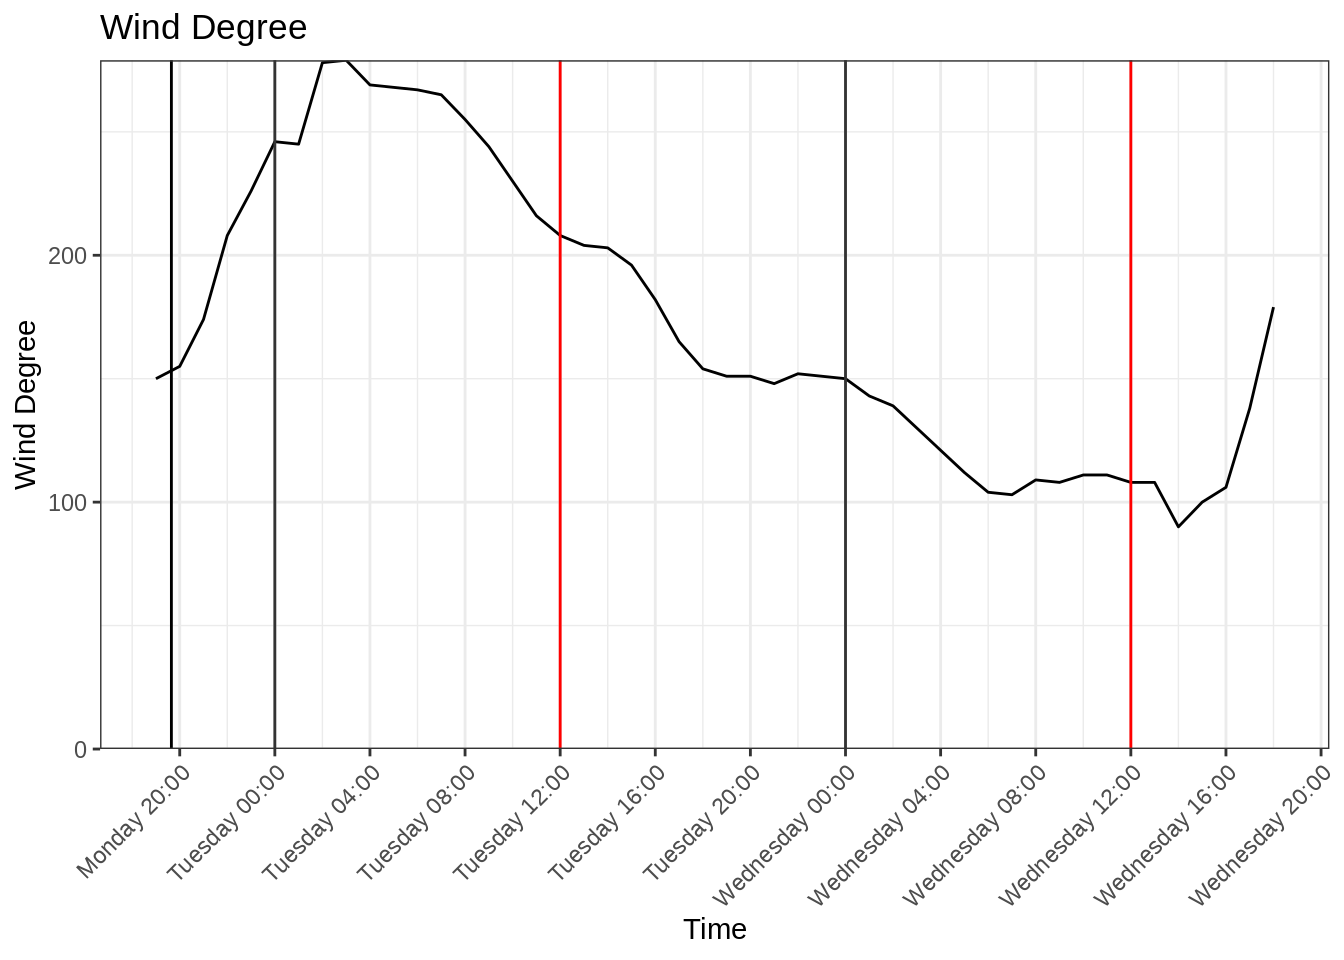 Wind Degree
Wind Degree
200
100
0
Monday 20:00
Tuesday 00:00
Tuesday 04:00
Tuesday 08:00
Tuesday 12:00
Tuesday 16:00
Tuesday 20:00
Wednesday 00:00
Wednesday 04:00
Wednesday 08:00
Wednesday 12:00
Wednesday 16:00
Wednesday 20:00
Time